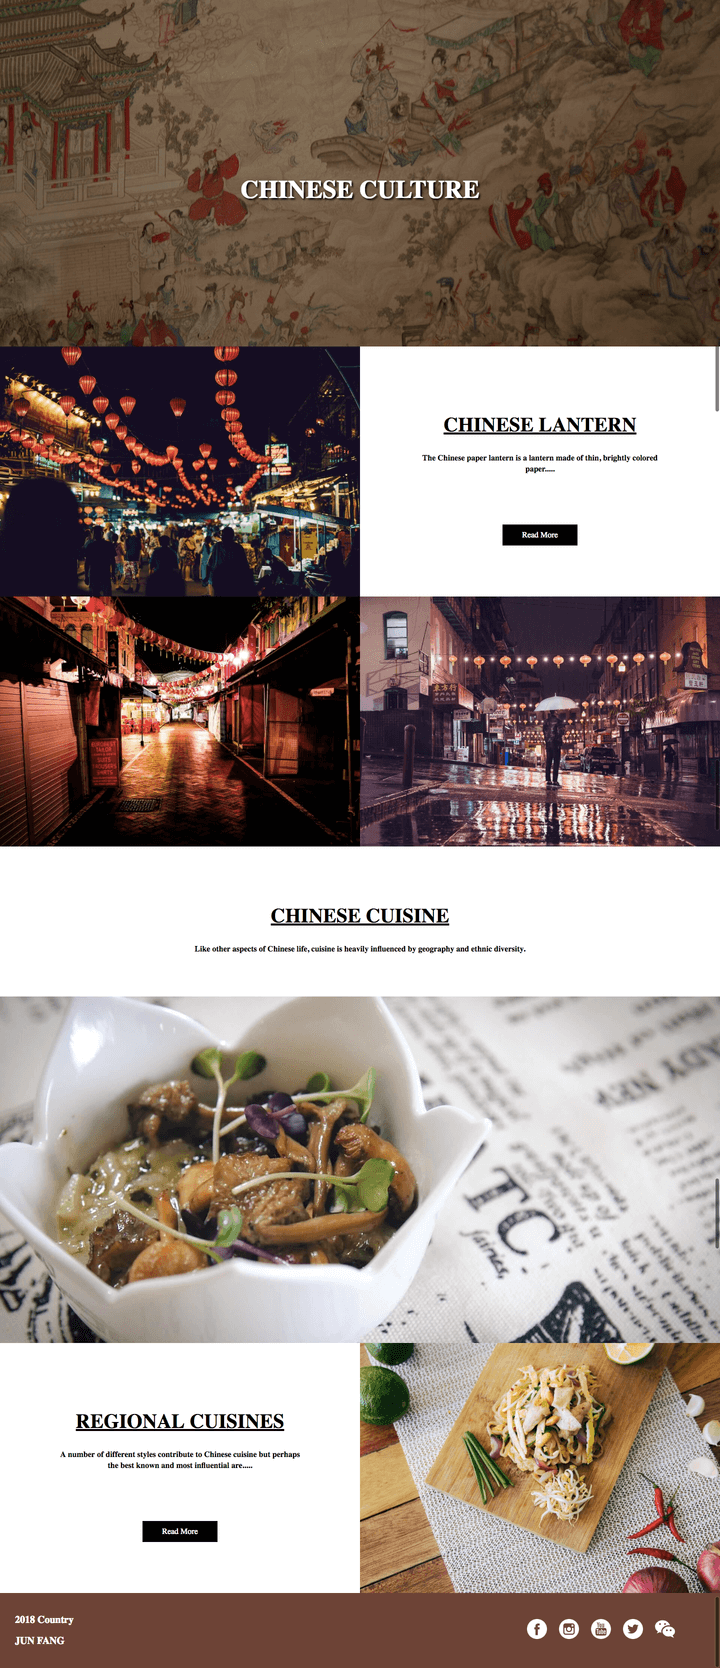 CHINESE CULTURE
CHINESE LANTERN
The Chinese paper lantern is a lantern made of thin, brightly colored
paper.....
Read More
CHINESE CUISINE
Like other aspects of Chinese life, cuisine is heavily influenced by geography and ethnic diversity.
REGIONAL CUISINES
A number of different styles contribute to Chinese cuisine but perhaps
the best known and most influential are.....
Read More
2018 Country
JUN FANG